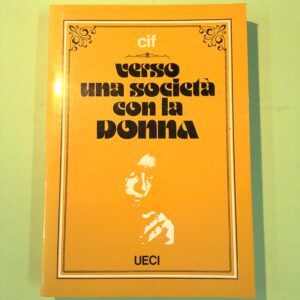 cif
verso
una società
con la
DONNA
UECI